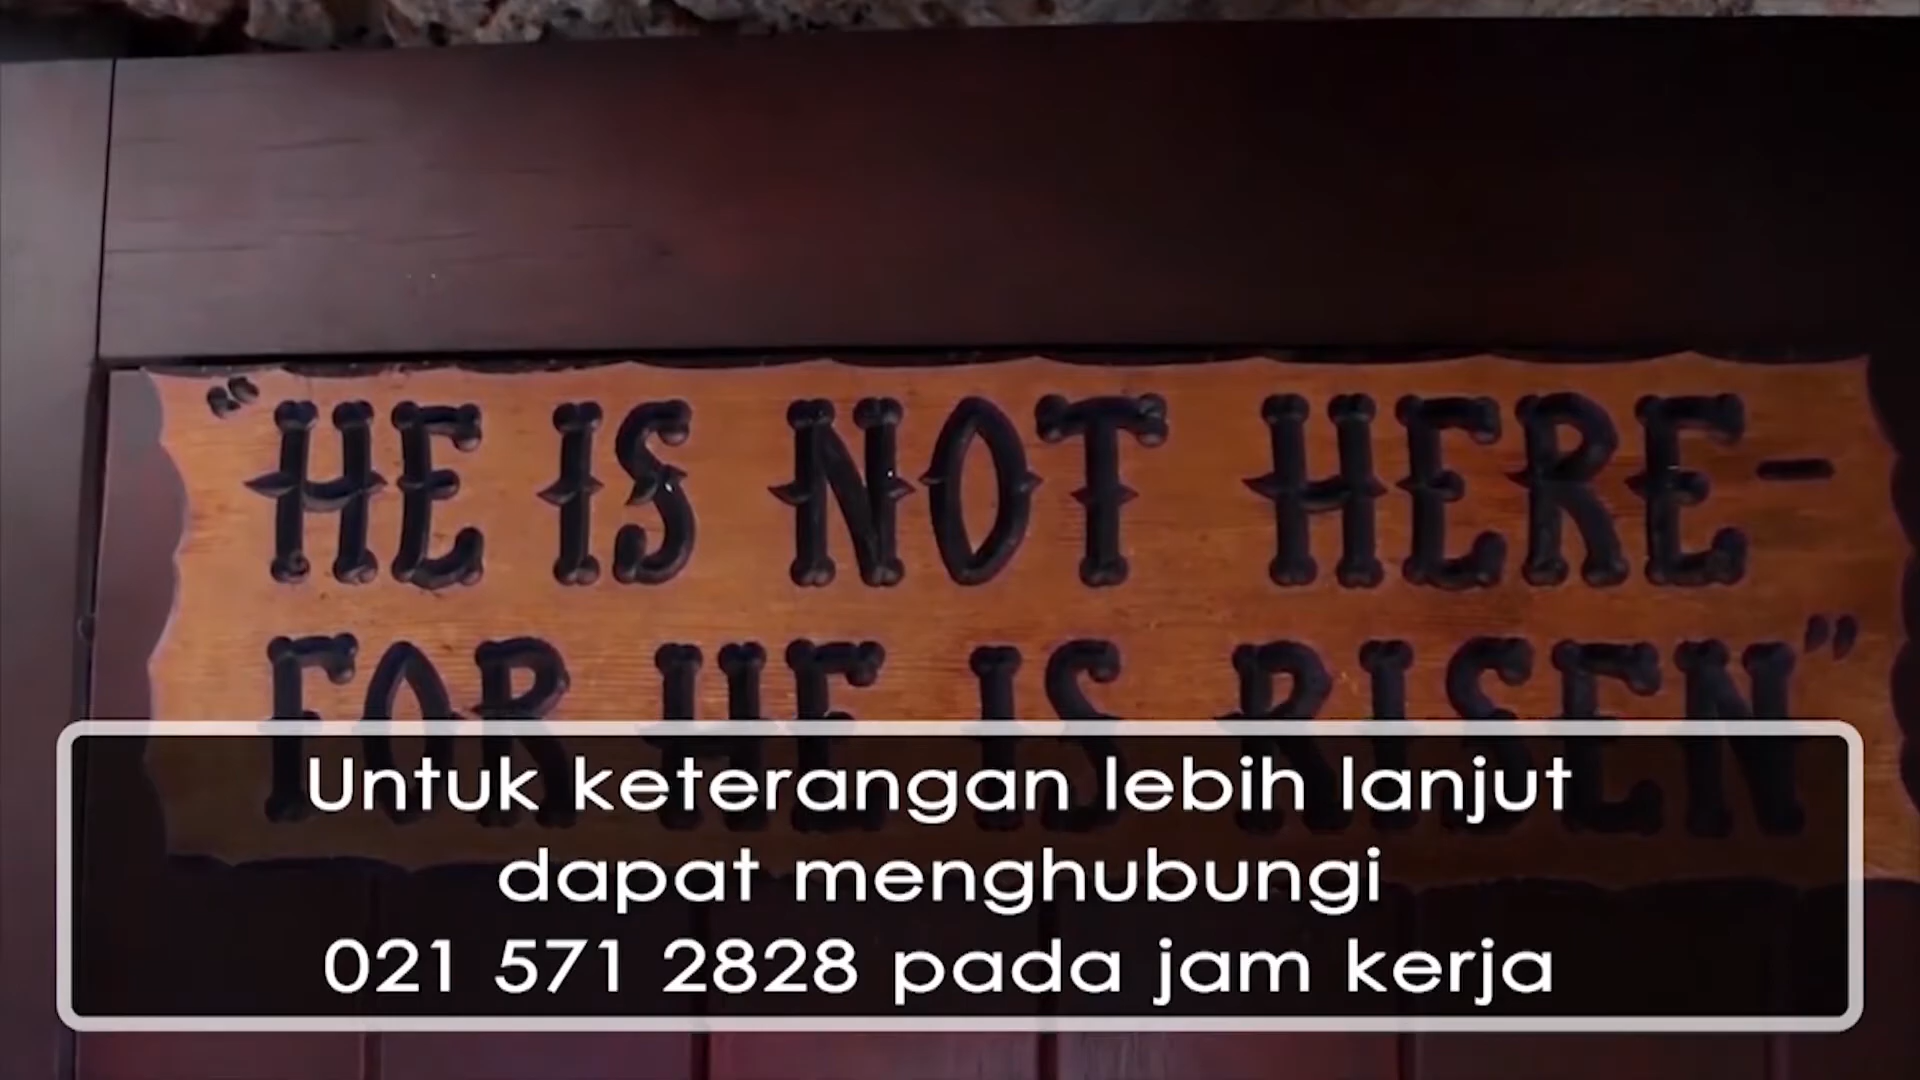 "HE IS NOT HERE-
FOR HE IS RISEN"
Untuk keterangan lebih lanjut
dapat menghubungi
021 571 2828 pada jam kerja